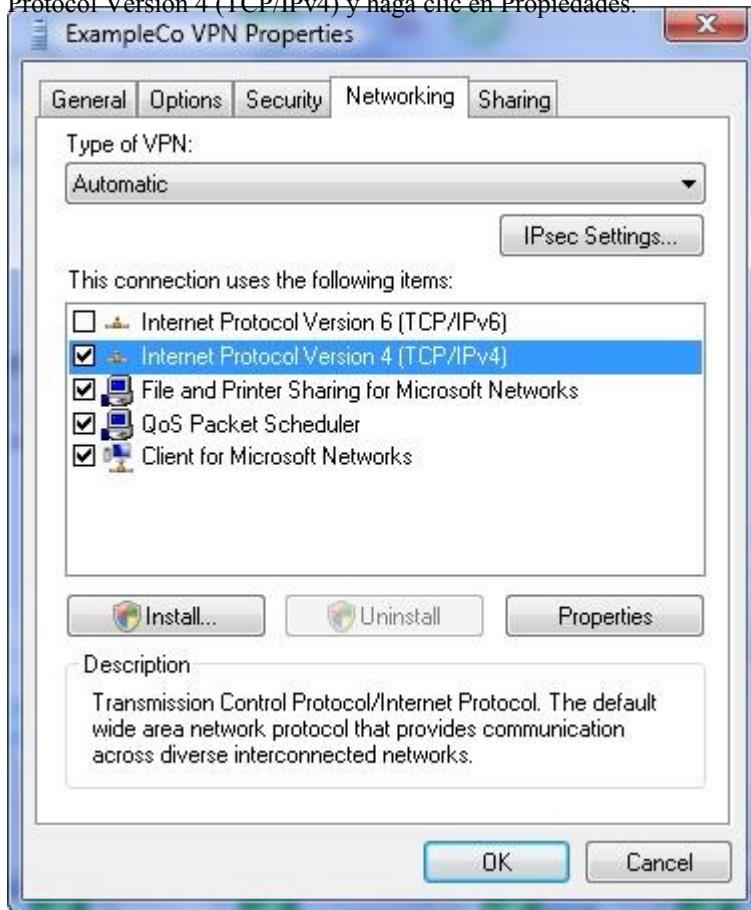 Protocol Version 4 (TCP/IPv4) y haga clic en Propiedades.
ExampleCo VPN Properties
General Options Security Networking Sharing
Type of VPN:
Automatic
IPsec Settings...
This connection uses the following items:
Internet Protocol Version 6 (TCP/IPv6)
Internet Protocol Version 4 (TCP/IPv4)
File and Printer Sharing for Microsoft Networks
QoS Packet Scheduler
Client for Microsoft Networks
Install... Uninstall Properties
Description
Transmission Control Protocol/Internet Protocol. The default
wide area network protocol that provides communication
across diverse interconnected networks.
OK Cancel